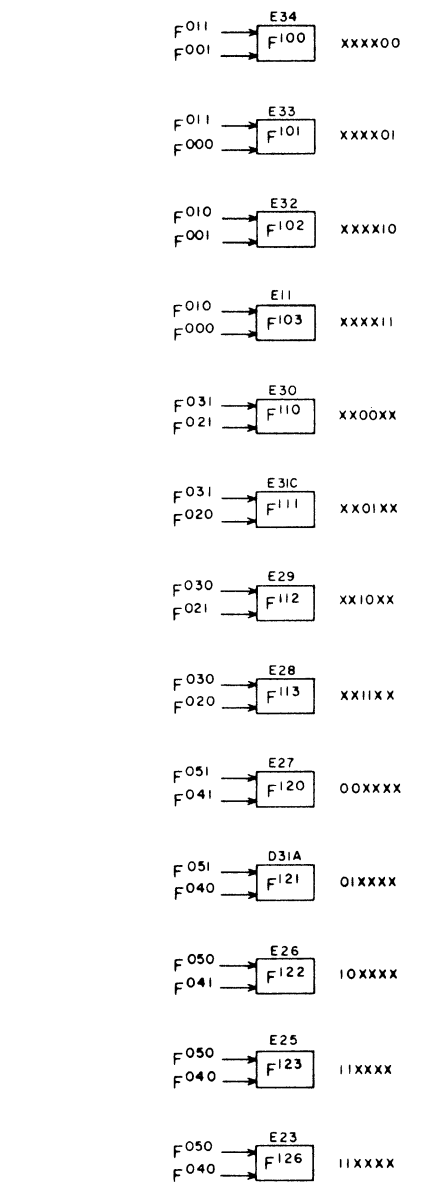 E34
F011
F100
XXXX00
F001
E33
F011
F101
XXXX01
F000
E32
F010
F102
XXXX10
F001
E11
F010
F103
XXXX11
F000
E30
F031
F110
XX00XX
F021
E31C
F031
F111
XX01XX
F020
E29
F030
F112
XX10XX
F021
E28
F030
F113
XX11XX
F020
E27
F051
F120
00XXXX
F041
D31A
F051
F121
01XXXX
F040
E26
F050
F122
10XXXX
F041
E25
F050
F123
11XXXX
F040
E23
F050
F126
11XXXX
F040